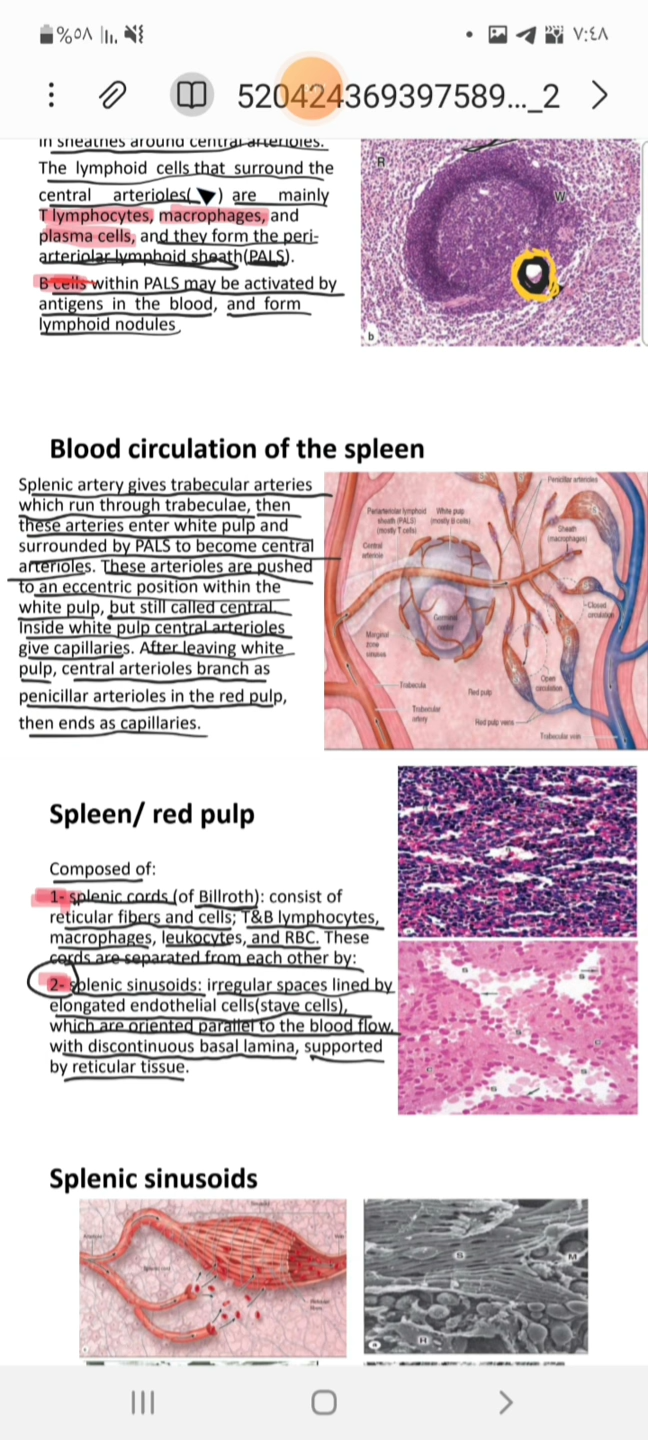 %٥٨
٧:٤٨
520424369397589..._2
in sheathes around central arterioles.
R
The lymphoid cells that surround the
central arterioles( ) are mainly
W
T lymphocytes, macrophages, and
plasma cells, and they form the peri-
arteriolar lymphoid sheath(PALS).
B cells within PALS may be activated by
antigens in the blood, and form
lymphoid nodules
b
Blood circulation of the spleen
Splenic artery gives trabecular arteries
which run through trabeculae, then
these arteries enter white pulp and
surrounded by PALS to become central
arterioles. These arterioles are pushed
to an eccentric position within the
white pulp, but still called central.
Inside white pulp central arterioles
give capillaries. After leaving white
pulp, central arterioles branch as
penicillar arterioles in the red pulp,
then ends as capillaries.
Penicillar arterioles
Periarteriolar lymphoid
sheath (PALS)
(mostly T cells)
White pulp
(mostly B cells)
Sheath
(macrophages)
Central
arteriole
Closed
circulation
Germinal
center
Marginal
zone
sinuses
Open
circulation
Trabecula
Red pulp
Trabecular
artery
Red pulp veins
Trabecular vein
Spleen/ red pulp
Composed of:
1- splenic cords (of Billroth): consist of
reticular fibers and cells; T&B lymphocytes,
macrophages, leukocytes, and RBC. These
cords are separated from each other by:
2- splenic sinusoids: irregular spaces lined by
elongated endothelial cells(stave cells),
which are oriented parallel to the blood flow,
with discontinuous basal lamina, supported
by reticular tissue.
S
S
S
C
C
S
S
Splenic sinusoids
S
M
H